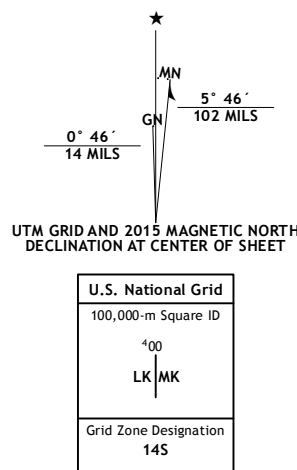 ★
MN
GN
5° 46´
102 MILS
0° 46´
14 MILS
UTM GRID AND 2015 MAGNETIC NORTH
DECLINATION AT CENTER OF SHEET
U.S. National Grid
100,000-m Square ID
⁴00
LK MK
Grid Zone Designation
14S